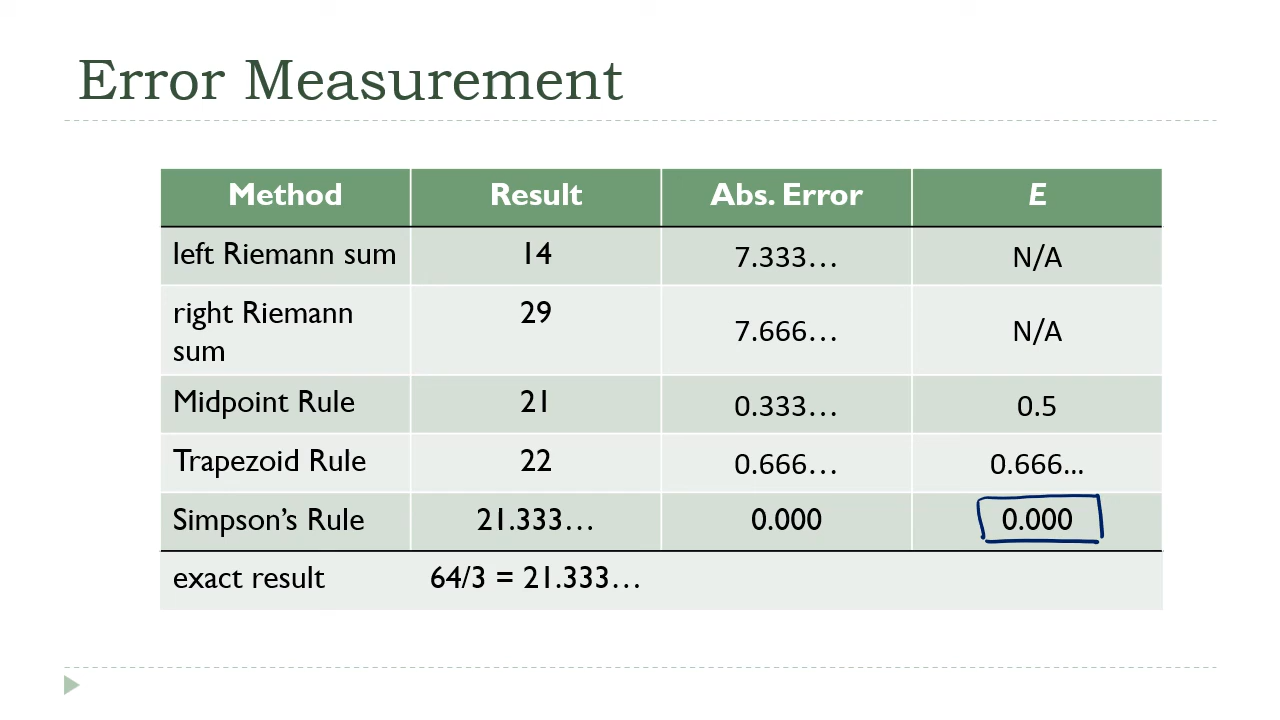 Error Measurement
Method Result Abs. Error E
left Riemann sum 14 7.333… N/A
right Riemann 29 7.666… N/A
sum
Midpoint Rule 21 0.333… 0.5
Trapezoid Rule 22 0.666… 0.666...
Simpson’s Rule 21.333… 0.000 0.000
exact result 64/3 = 21.333…